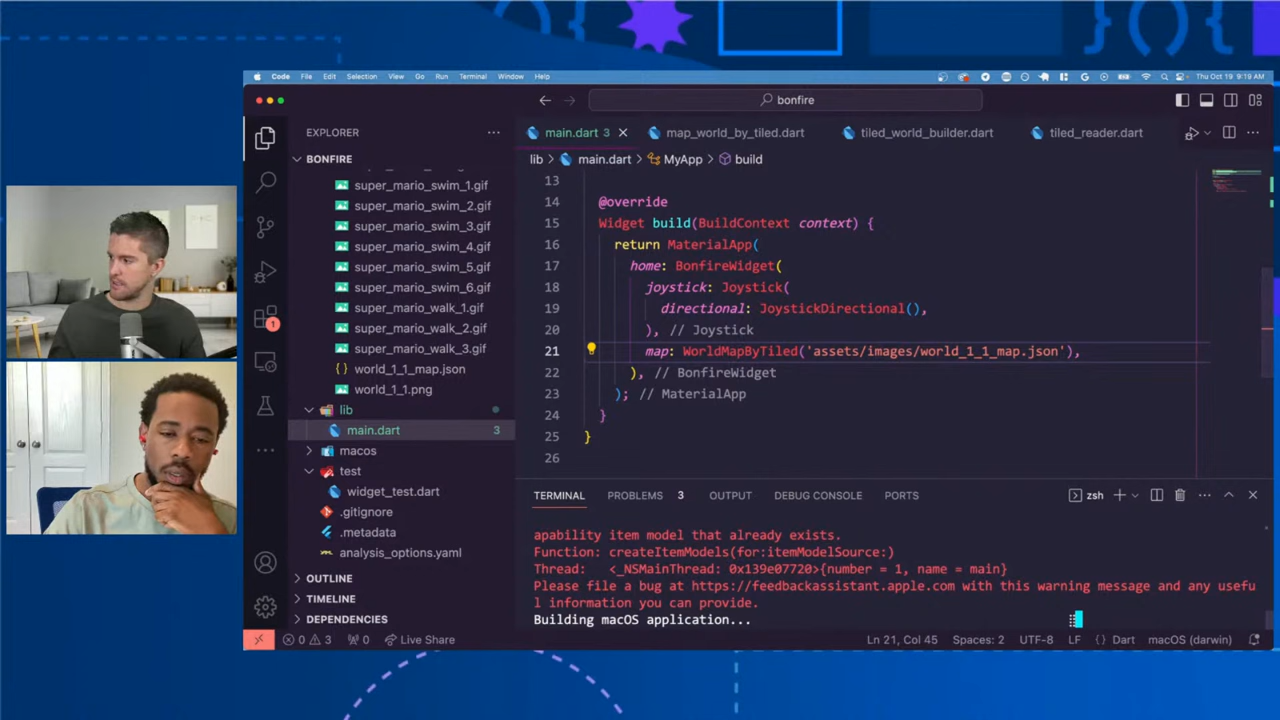 Code File Edit Selection View Go Run Terminal Window Help Thu Oct 19 9:19 AM
bonfire
EXPLORER
BONFIRE
super_mario_swim_1.gif
super_mario_swim_2.gif
super_mario_swim_3.gif
super_mario_swim_4.gif
super_mario_swim_5.gif
super_mario_swim_6.gif
super_mario_walk_1.gif
super_mario_walk_2.gif
super_mario_walk_3.gif
{} world_1_1_map.json
world_1_1.png
lib
main.dart 3
macos
test
widget_test.dart
.gitignore
.metadata
analysis_options.yaml
OUTLINE
TIMELINE
DEPENDENCIES
1
main.dart 3 map_world_by_tiled.dart tiled_world_builder.dart tiled_reader.dart
lib > main.dart > MyApp > build
13
14 @override
15 Widget build(BuildContext context) {
16 return MaterialApp(
17 home: BonfireWidget(
18 joystick: Joystick(
19 directional: JoystickDirectional(),
20 ), // Joystick
21 map: WorldMapByTiled('assets/images/world_1_1_map.json'),
22 ), // BonfireWidget
23 ); // MaterialApp
24 }
25 }
26
TERMINAL PROBLEMS 3 OUTPUT DEBUG CONSOLE PORTS zsh
apability item model that already exists.
Function: createItemModels(for:itemModelSource:)
Thread: <_NSMainThread: 0x139e07720>{number = 1, name = main}
Please file a bug at https://feedbackassistant.apple.com with this warning message and any usefu
l information you can provide.
Building macOS application...
0 3 0 Live Share Ln 21, Col 45 Spaces: 2 UTF-8 LF {} Dart macOS (darwin)